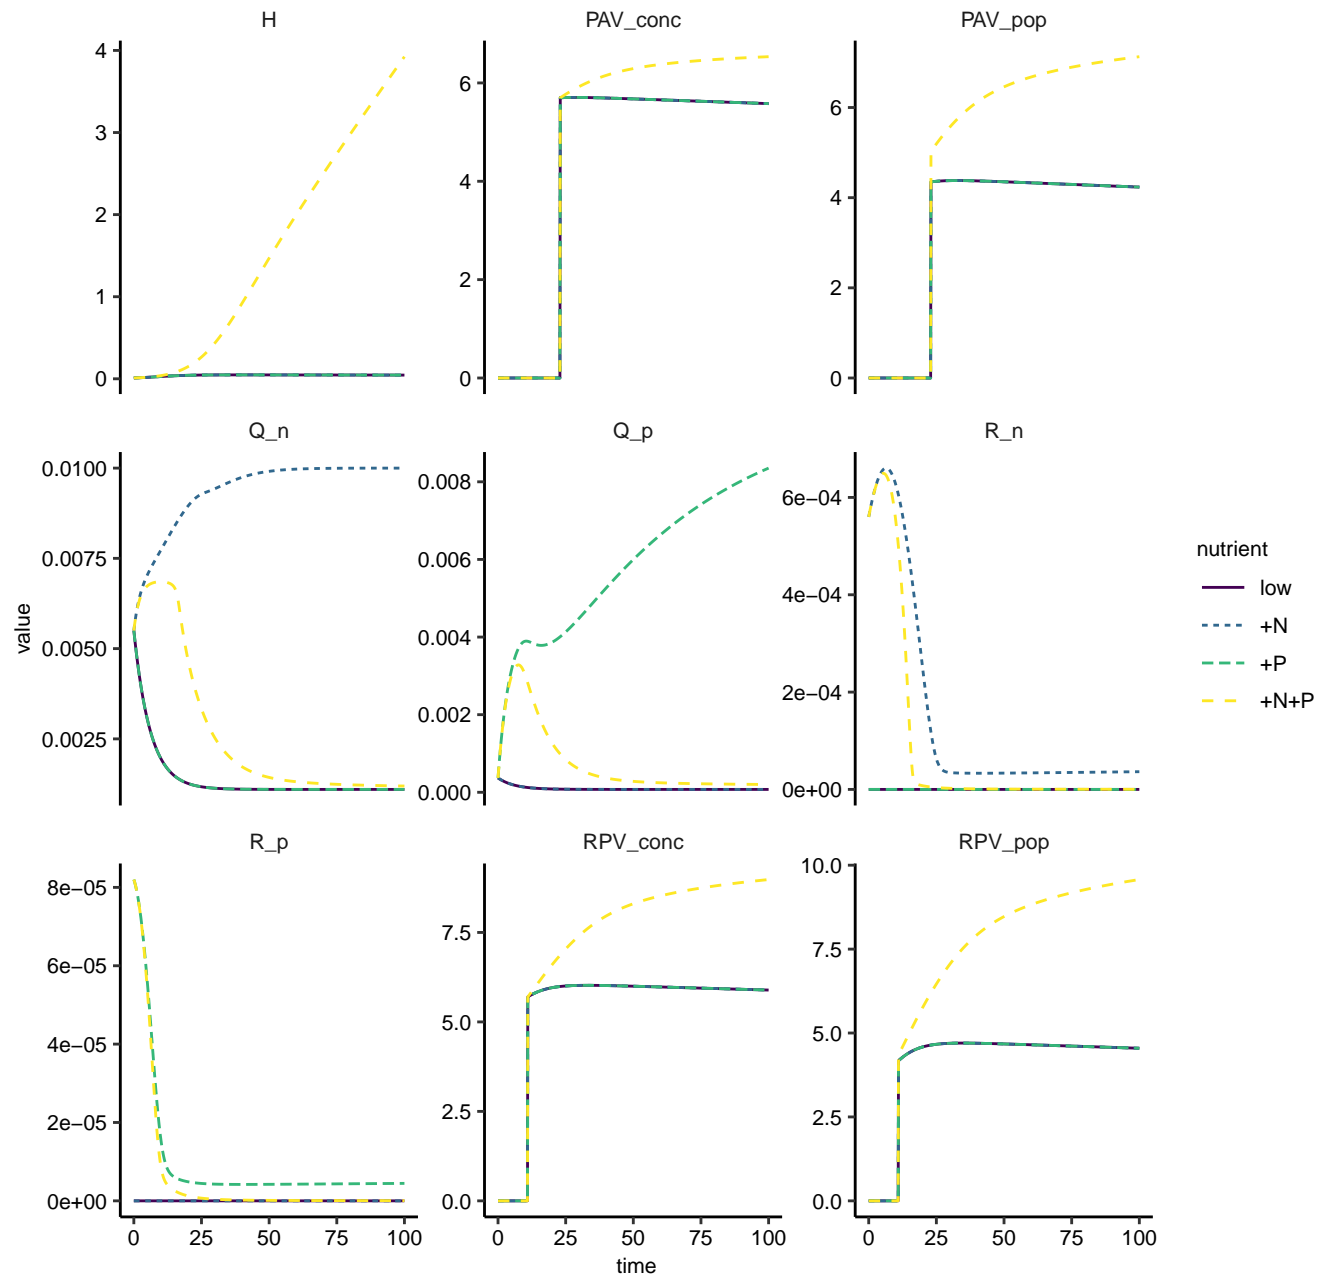 H
PAV_conc
PAV_pop
4
3
2
1
0
6
4
2
0
6
4
2
0
Q_n
Q_p
R_n
0.0100
0.0075
0.0050
0.0025
0.008
0.006
0.004
0.002
0.000
6e−04
4e−04
2e−04
0e+00
R_p
RPV_conc
RPV_pop
8e−05
6e−05
4e−05
2e−05
0e+00
7.5
5.0
2.5
0.0
10.0
7.5
5.0
2.5
0.0
0 25 50 75 100
0 25 50 75 100
0 25 50 75 100
time
value
nutrient
low
+N
+P
+N+P